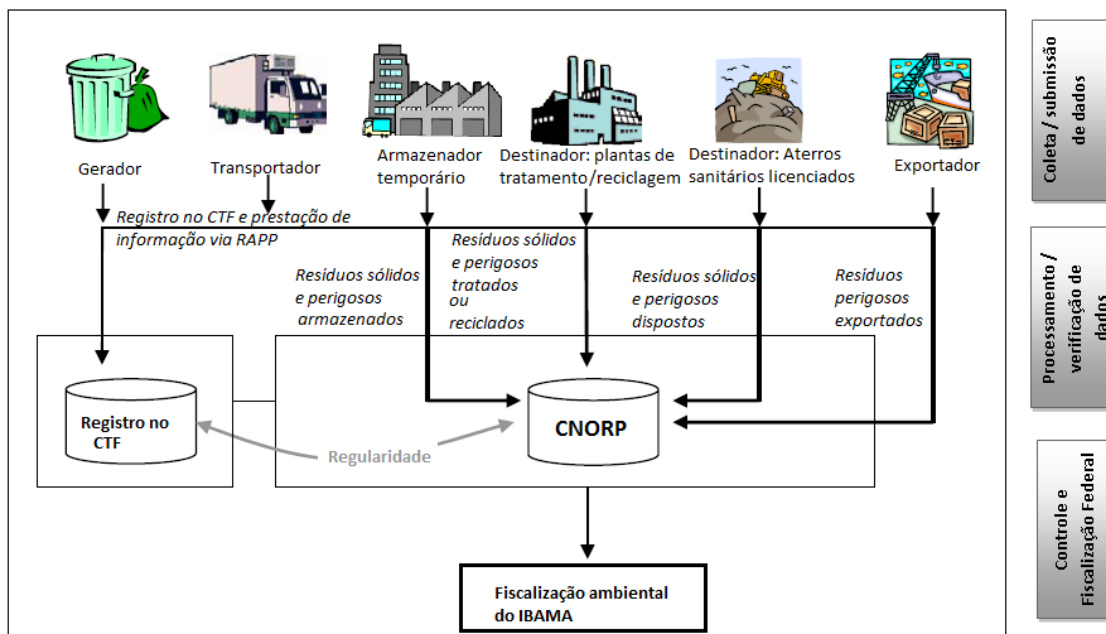 Gerador
Transportador
Armazenador
temporário
Destinador: plantas de
tratamento/reciclagem
Destinador: Aterros
sanitários licenciados
Exportador
Registro no CTF e prestação de
informação via RAPP
Resíduos sólidos
e perigosos
armazenados
Resíduos sólidos
e perigosos
tratados
ou
reciclados
Resíduos sólidos
e perigosos
dispostos
Resíduos
perigosos
exportados
Registro no
CTF
Regularidade
CNORP
Fiscalização ambiental
do IBAMA
Coleta / submissão
de dados
Processamento /
verificação de
dados
Controle e
Fiscalização Federal